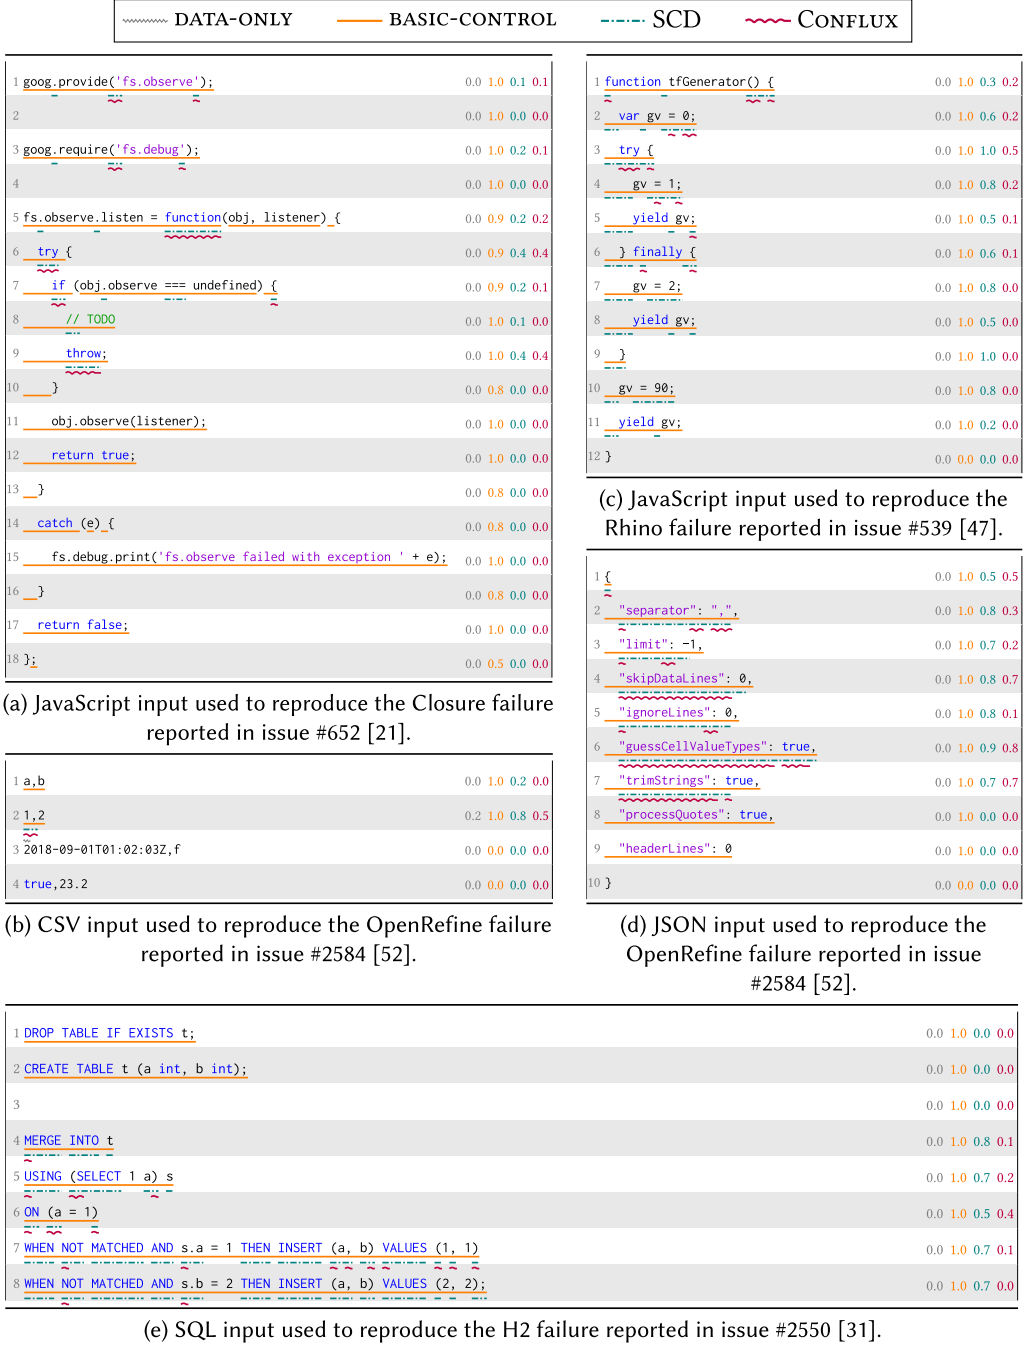 DATA-ONLY BASIC-CONTROL SCD CONFLUX
1 goog.provide('fs.observe'); 0.0 1.0 0.1 0.1
2 0.0 1.0 0.0 0.0
3 goog.require('fs.debug'); 0.0 1.0 0.2 0.1
4 0.0 1.0 0.0 0.0
5 fs.observe.listen = function(obj, listener) { 0.0 0.9 0.2 0.2
6 try { 0.0 0.9 0.4 0.4
7 if (obj.observe === undefined) { 0.0 0.9 0.2 0.1
8 // TODO 0.0 1.0 0.1 0.0
9 throw; 0.0 1.0 0.4 0.4
10 } 0.0 0.8 0.0 0.0
11 obj.observe(listener); 0.0 1.0 0.0 0.0
12 return true; 0.0 1.0 0.0 0.0
13 } 0.0 0.8 0.0 0.0
14 catch (e) { 0.0 0.8 0.0 0.0
15 fs.debug.print('fs.observe failed with exception ' + e); 0.0 1.0 0.0 0.0
16 } 0.0 0.8 0.0 0.0
17 return false; 0.0 1.0 0.0 0.0
18 }; 0.0 0.5 0.0 0.0
(a) JavaScript input used to reproduce the Closure failure
reported in issue #652 [21].
1 a,b 0.0 1.0 0.2 0.0
2 1,2 0.2 1.0 0.8 0.5
3 2018-09-01T01:02:03Z,f 0.0 0.0 0.0 0.0
4 true,23.2 0.0 0.0 0.0 0.0
(b) CSV input used to reproduce the OpenRefine failure
reported in issue #2584 [52].
1 function tfGenerator() { 0.0 1.0 0.3 0.2
2 var gv = 0; 0.0 1.0 0.6 0.2
3 try { 0.0 1.0 1.0 0.5
4 gv = 1; 0.0 1.0 0.8 0.2
5 yield gv; 0.0 1.0 0.5 0.1
6 } finally { 0.0 1.0 0.6 0.1
7 gv = 2; 0.0 1.0 0.8 0.0
8 yield gv; 0.0 1.0 0.5 0.0
9 } 0.0 1.0 1.0 0.0
10 gv = 90; 0.0 1.0 0.8 0.0
11 yield gv; 0.0 1.0 0.2 0.0
12 } 0.0 0.0 0.0 0.0
(c) JavaScript input used to reproduce the
Rhino failure reported in issue #539 [47].
1 { 0.0 1.0 0.5 0.5
2 "separator": ",", 0.0 1.0 0.8 0.3
3 "limit": −1, 0.0 1.0 0.7 0.2
4 "skipDataLines": 0, 0.0 1.0 0.8 0.7
5 "ignoreLines": 0, 0.0 1.0 0.8 0.1
6 "guessCellValueTypes": true, 0.0 1.0 0.9 0.8
7 "trimStrings": true, 0.0 1.0 0.7 0.7
8 "processQuotes": true, 0.0 1.0 0.0 0.0
9 "headerLines": 0 0.0 1.0 0.0 0.0
10 } 0.0 0.0 0.0 0.0
(d) JSON input used to reproduce the
OpenRefine failure reported in issue
#2584 [52].
1 DROP TABLE IF EXISTS t; 0.0 1.0 0.0 0.0
2 CREATE TABLE t (a int, b int); 0.0 1.0 0.0 0.0
3 0.0 1.0 0.0 0.0
4 MERGE INTO t 0.0 1.0 0.8 0.1
5 USING (SELECT 1 a) s 0.0 1.0 0.7 0.2
6 ON (a = 1) 0.0 1.0 0.5 0.4
7 WHEN NOT MATCHED AND s.a = 1 THEN INSERT (a, b) VALUES (1, 1) 0.0 1.0 0.7 0.1
8 WHEN NOT MATCHED AND s.b = 2 THEN INSERT (a, b) VALUES (2, 2); 0.0 1.0 0.7 0.0
(e) SQL input used to reproduce the H2 failure reported in issue #2550 [31].